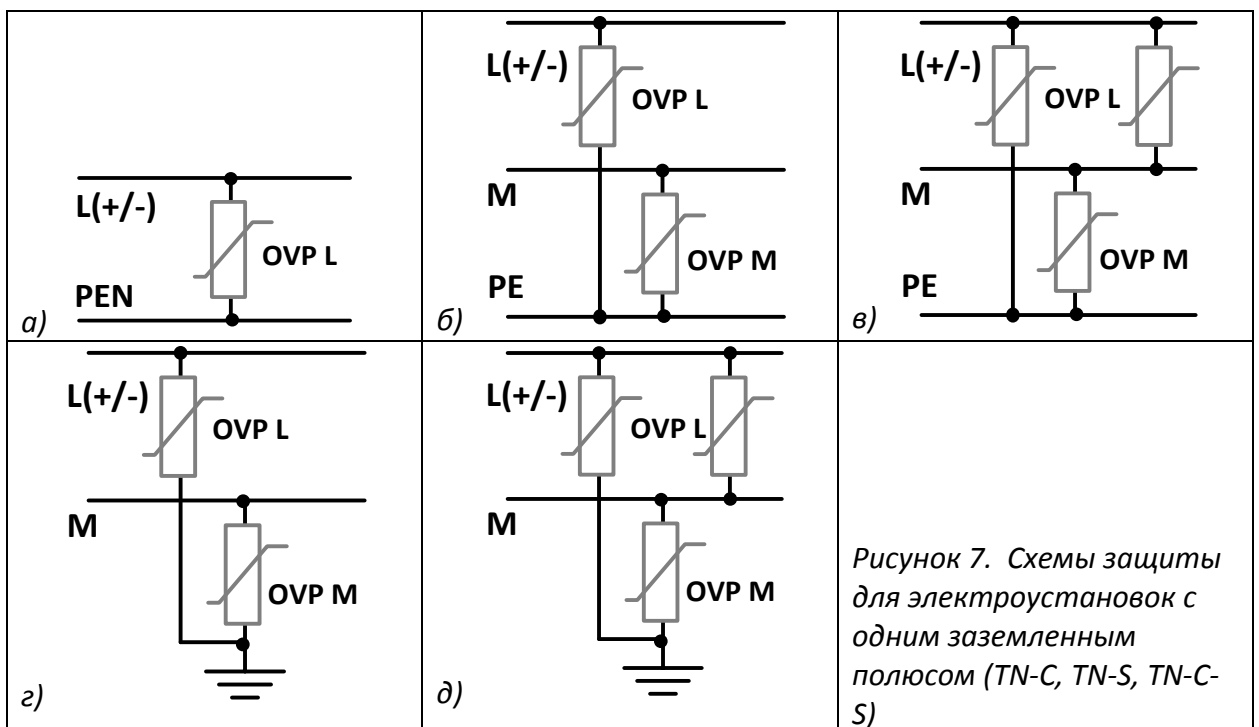 L(+/-)
OVP L
PEN
а)
L(+/-)
OVP L
M
OVP M
PE
б)
L(+/-)
OVP L
M
OVP M
PE
в)
L(+/-)
OVP L
M
OVP M
г)
L(+/-)
OVP L
M
OVP M
д)
Рисунок 7. Схемы защиты
для электроустановок с
одним заземленным
полюсом (TN-C, TN-S, TN-C-
S)